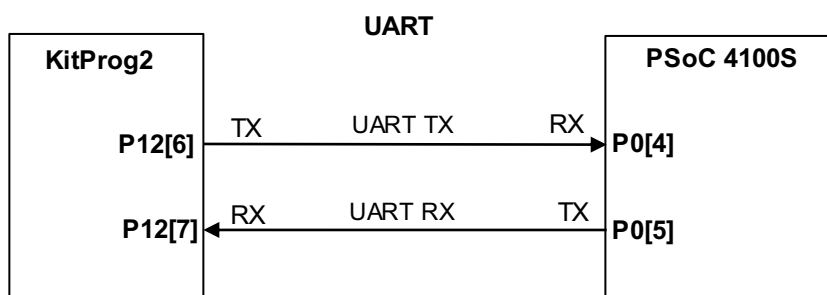 UART
KitProg2
PSoC 4100S
TX UART TX RX
P12[6] P0[4]
RX UART RX TX
P12[7] P0[5]